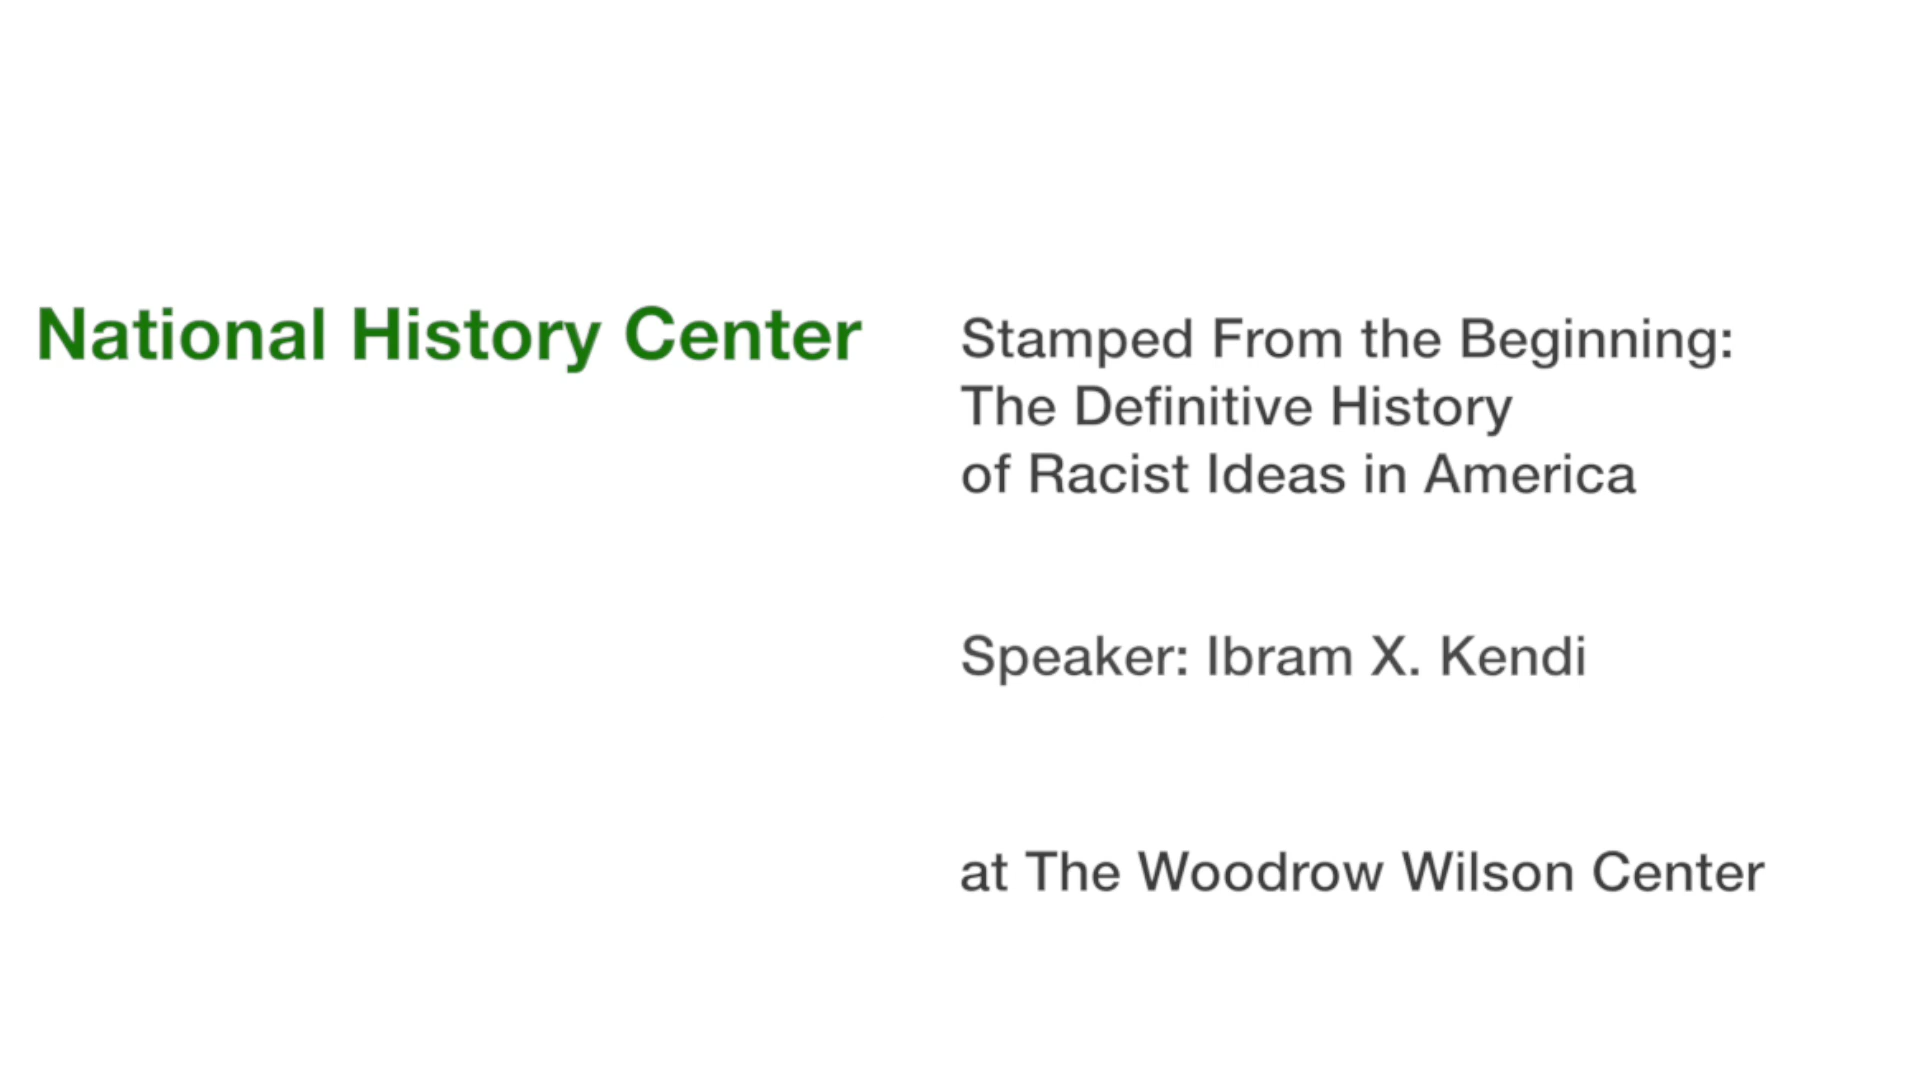 National History Center
Stamped From the Beginning:
The Definitive History
of Racist Ideas in America
Speaker: Ibram X. Kendi
at The Woodrow Wilson Center